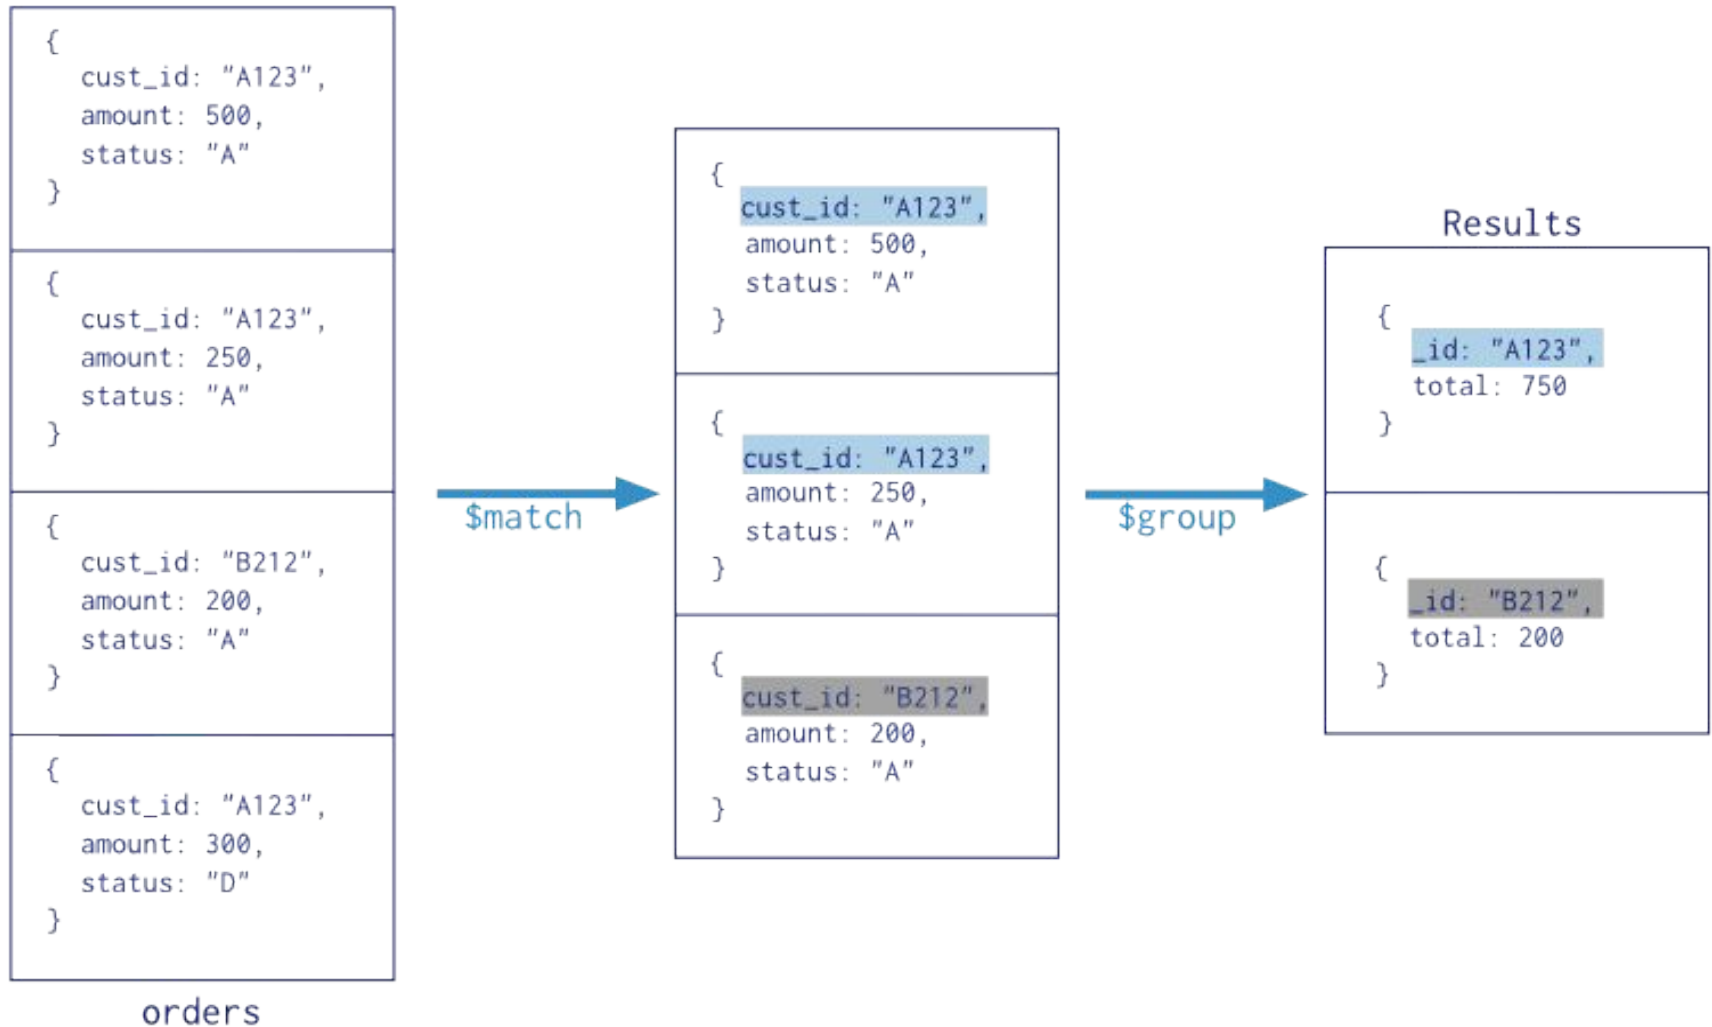 {
cust_id: "A123",
amount: 500,
status: "A"
}
{
cust_id: "A123",
amount: 250,
status: "A"
}
{
cust_id: "B212",
amount: 200,
status: "A"
}
{
cust_id: "A123",
amount: 300,
status: "D"
}
orders
$match
{
cust_id: "A123",
amount: 500,
status: "A"
}
{
cust_id: "A123",
amount: 250,
status: "A"
}
{
cust_id: "B212",
amount: 200,
status: "A"
}
$group
Results
{
_id: "A123",
total: 750
}
{
_id: "B212",
total: 200
}